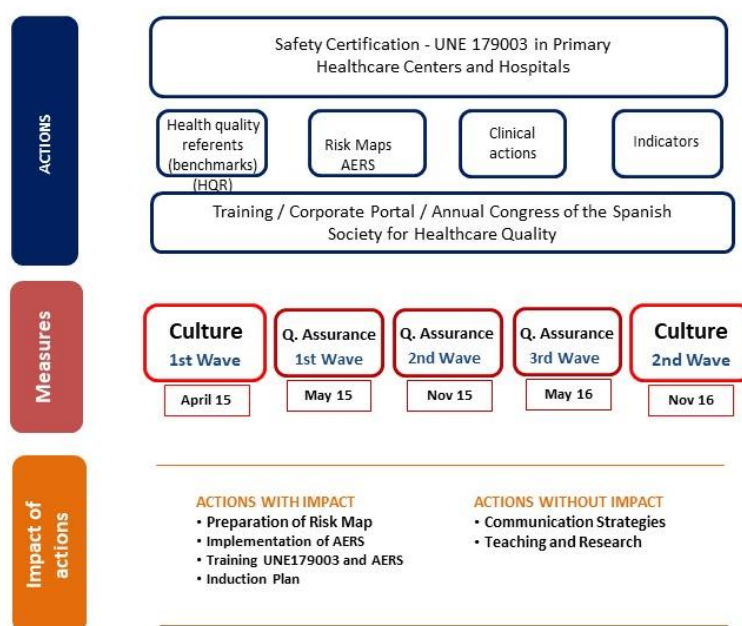 ACTIONS
Safety Certification - UNE 179003 in Primary
Healthcare Centers and Hospitals
Health quality
referents
(benchmarks)
(HQR)
Risk Maps
AERS
Clinical
actions
Indicators
Training / Corporate Portal / Annual Congress of the Spanish
Society for Healthcare Quality
Measures
Culture
1st Wave
April 15
Q. Assurance
1st Wave
May 15
Q. Assurance
2nd Wave
Nov 15
Q. Assurance
3rd Wave
May 16
Culture
2nd Wave
Nov 16
Impact of
actions
ACTIONS WITH IMPACT
• Preparation of Risk Map
• Implementation of AERS
• Training UNE179003 and AERS
• Induction Plan
ACTIONS WITHOUT IMPACT
• Communication Strategies
• Teaching and Research